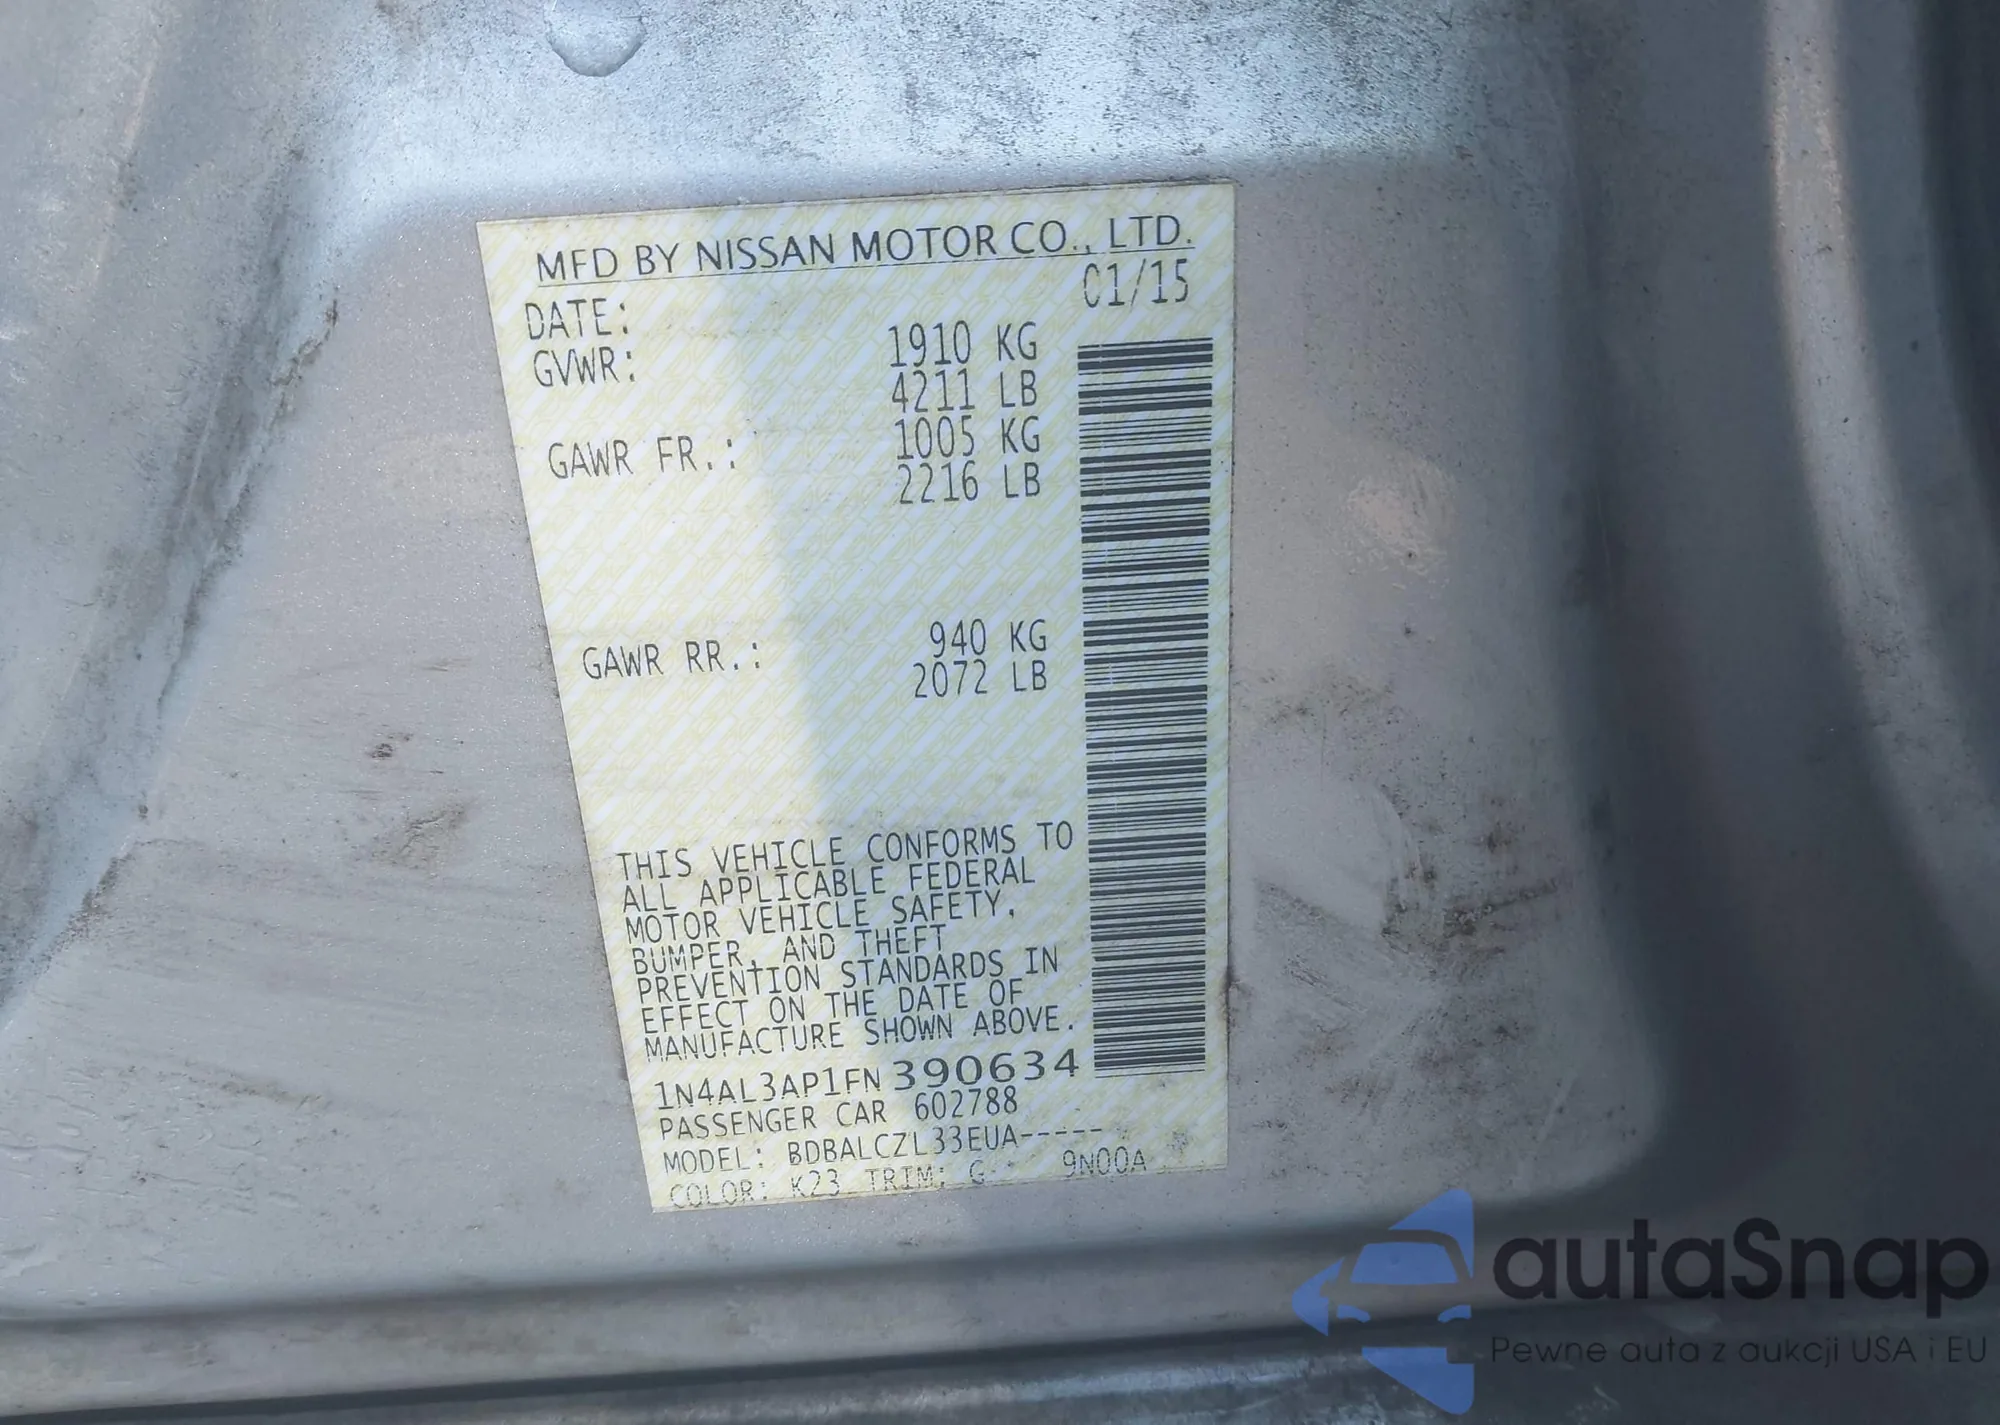 MFD BY NISSAN MOTOR CO., LTD.
DATE: 01/15
GVWR: 1910 KG
4211 LB
GAWR FR.: 1005 KG
2216 LB
GAWR RR.: 940 KG
2072 LB
THIS VEHICLE CONFORMS TO
ALL APPLICABLE FEDERAL
MOTOR VEHICLE SAFETY,
BUMPER, AND THEFT
PREVENTION STANDARDS IN
EFFECT ON THE DATE OF
MANUFACTURE SHOWN ABOVE.
1N4AL3AP1FN390634
PASSENGER CAR 602788
MODEL: BDBALCZL33EUA-----
COLOR: K23 TRIM: G 9N00A
autaSnap
Pewne auta z aukcji USA i EU